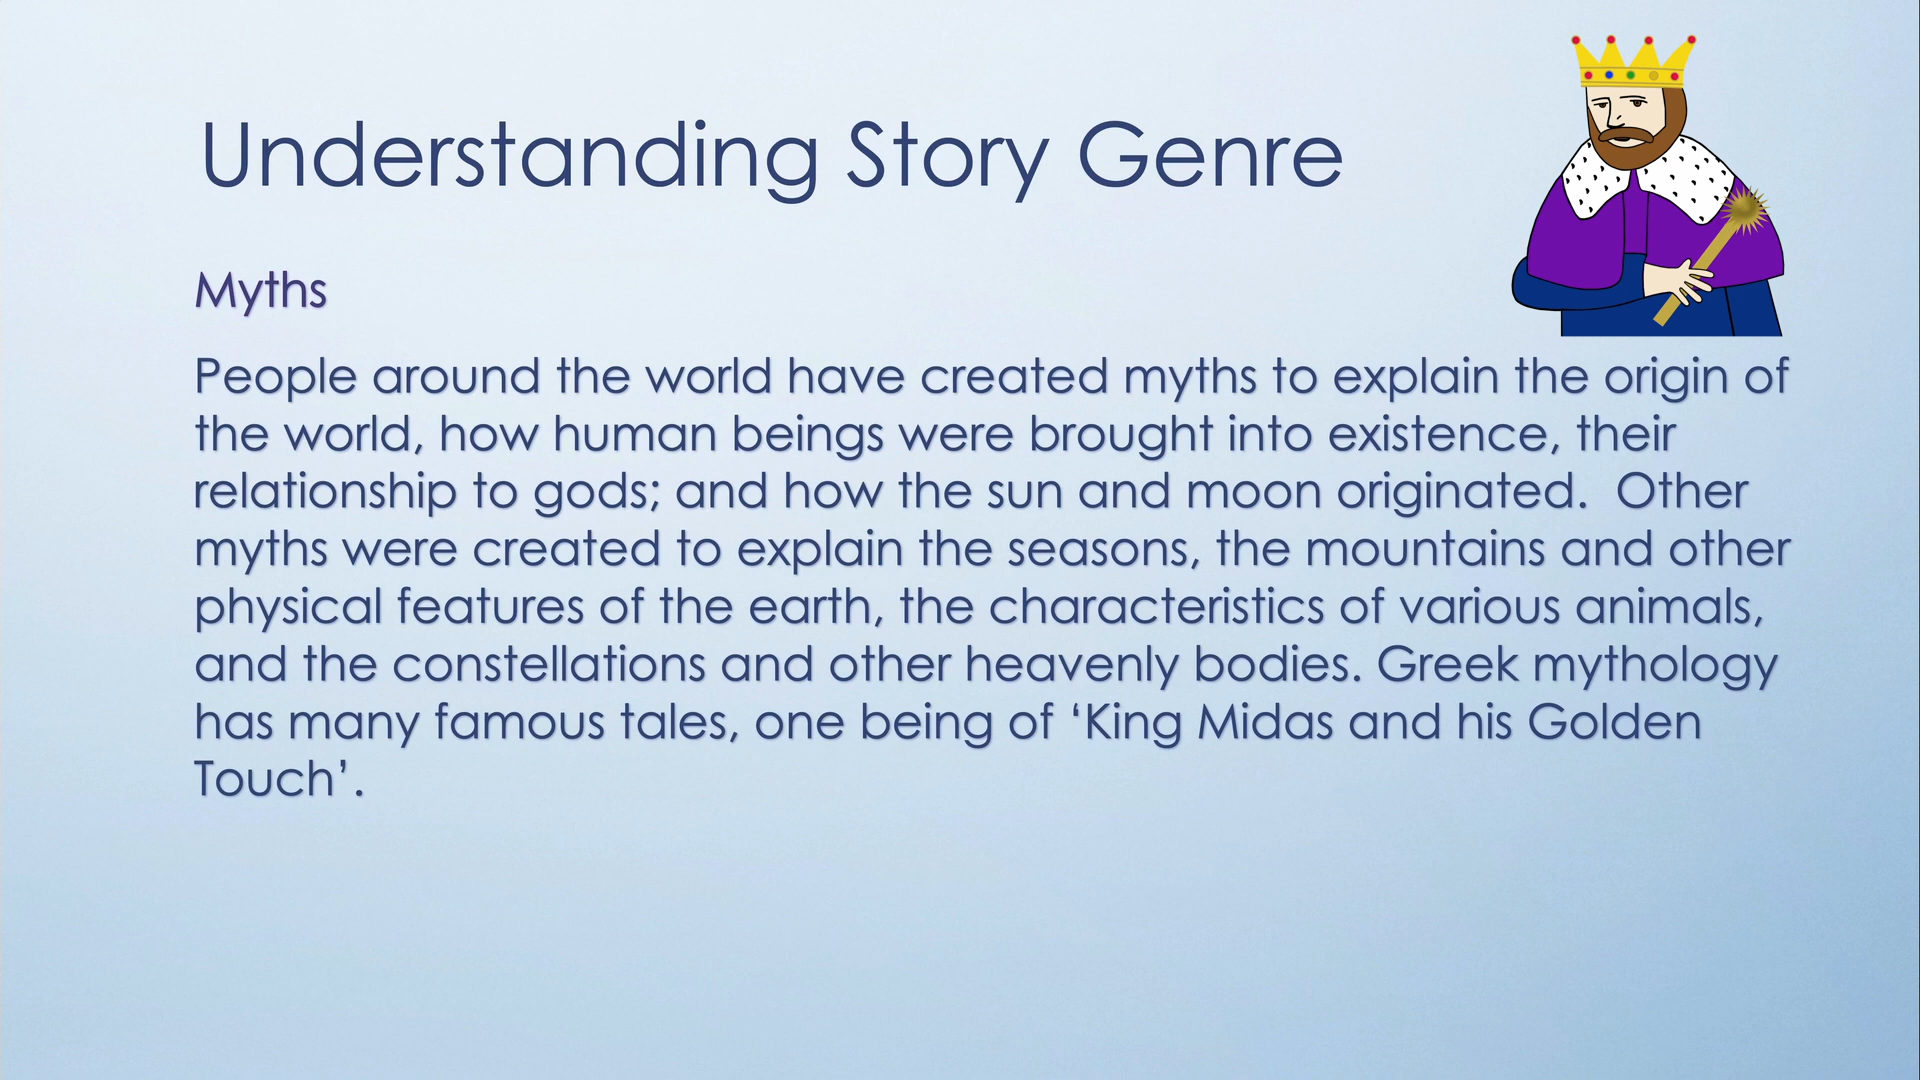 Understanding Story Genre
Myths
People around the world have created myths to explain the origin of
the world, how human beings were brought into existence, their
relationship to gods; and how the sun and moon originated.  Other
myths were created to explain the seasons, the mountains and other
physical features of the earth, the characteristics of various animals,
and the constellations and other heavenly bodies. Greek mythology
has many famous tales, one being of ‘King Midas and his Golden
Touch’.